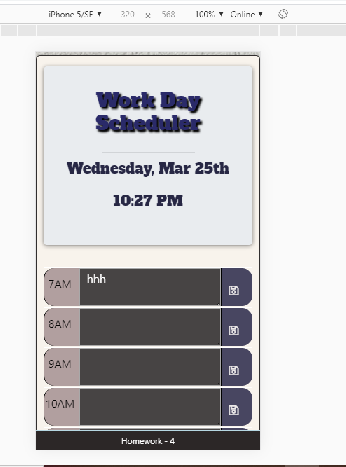 iPhone 5/SE ▼ 320 x 568 100% ▼ Online ▼
Work Day
Scheduler
Wednesday, Mar 25th
10:27 PM
7AM hhh
8AM
9AM
10AM
Homework - 4